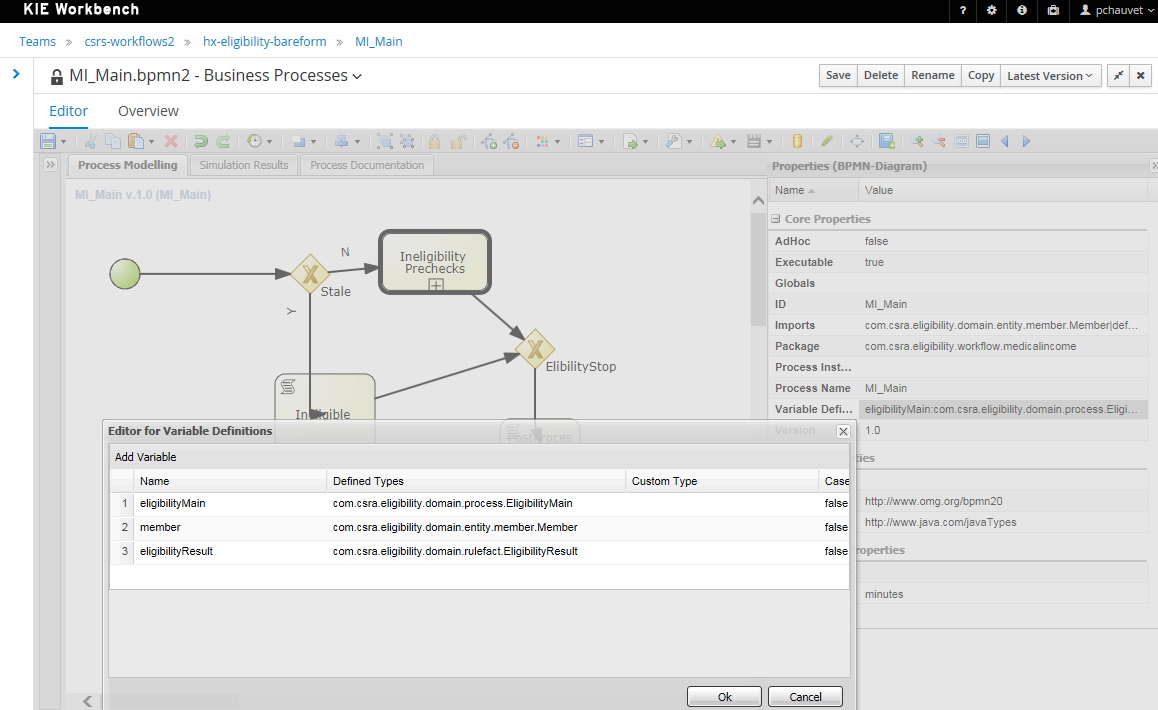 KIE Workbench
? pchauvet
Teams » csrs-workflows2 » hx-eligibility-bareform » MI_Main
MI_Main.bpmn2 - Business Processes
Save Delete Rename Copy Latest Version
Editor Overview
Process Modelling Simulation Results Process Documentation
MI_Main v.1.0 (MI_Main)
N
Ineligibility
Prechecks
X
Stale
Y
X
ElibilityStop
Ineligible
Postproces
Properties (BPMN-Diagram)
Name Value
Core Properties
AdHoc false
Executable true
Globals
ID MI_Main
Imports com.csra.eligibility.domain.entity.member.Member|def...
Package com.csra.eligibility.workflow.medicalincome
Process Inst...
Process Name MI_Main
Variable Defi... eligibilityMain:com.csra.eligibility.domain.process.Eligi...
Version 1.0
ties
http://www.omg.org/bpmn20
http://www.java.com/javaTypes
roperties
minutes
Editor for Variable Definitions
Add Variable
Name Defined Types Custom Type Case
1 eligibilityMain com.csra.eligibility.domain.process.EligibilityMain false
2 member com.csra.eligibility.domain.entity.member.Member false
3 eligibilityResult com.csra.eligibility.domain.rulefact.EligibilityResult false
Ok Cancel